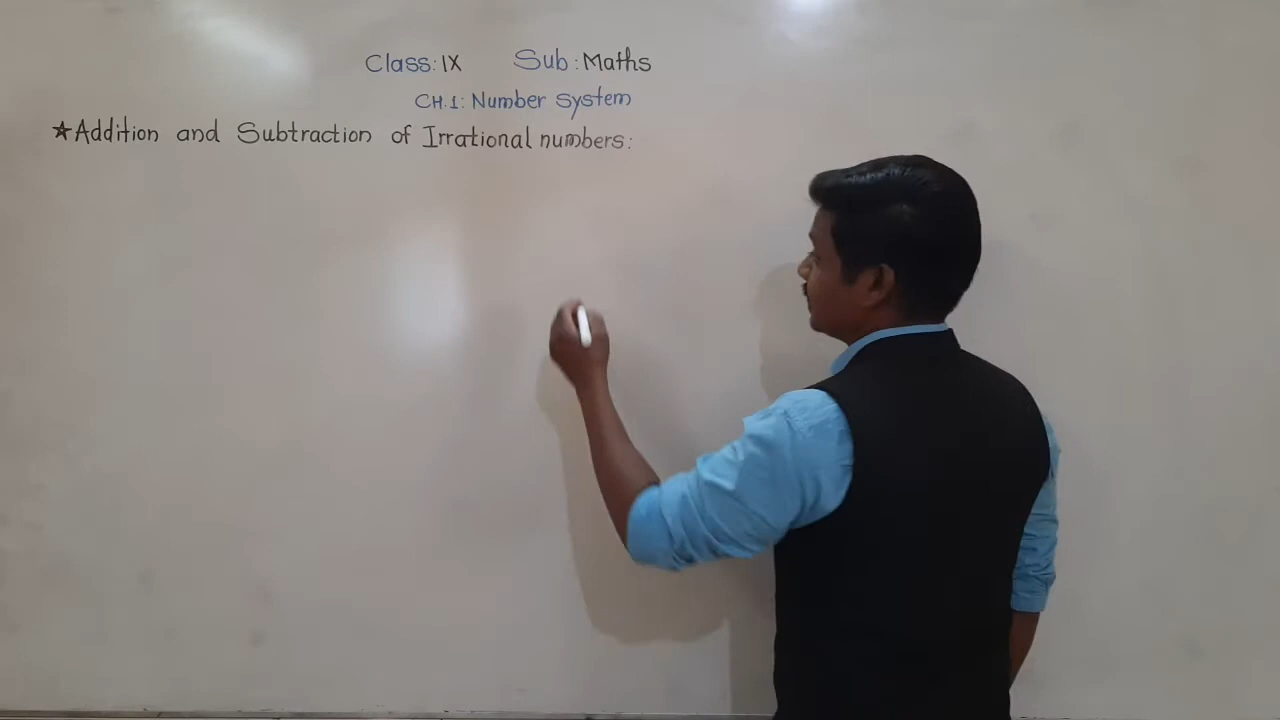 Class: IX Sub: Maths
CH.1: Number system
★Addition and Subtraction of Irrational numbers: